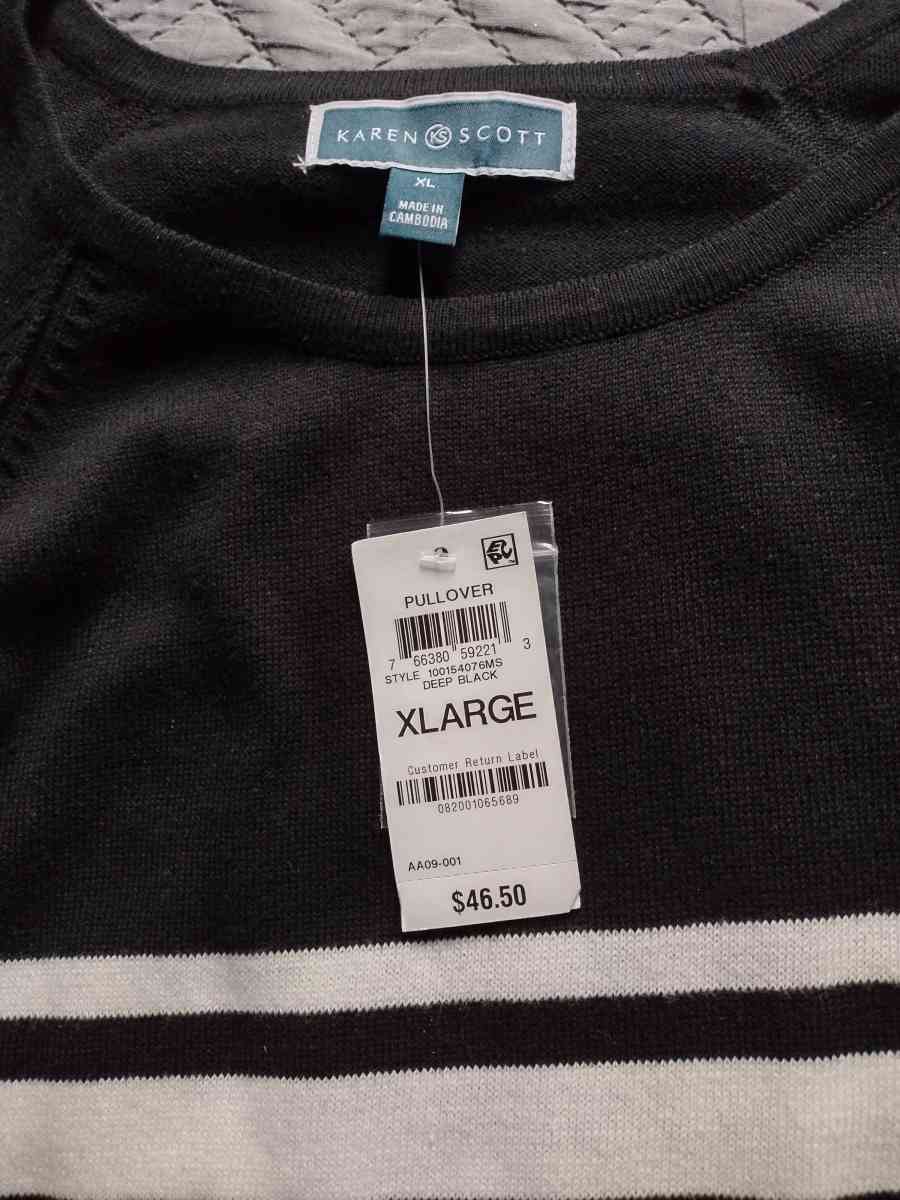 KAREN KS SCOTT
XL
MADE IN
CAMBODIA
PULLOVER
7 66380 59221 3
STYLE 100154076MS
DEEP BLACK
XLARGE
Customer Return Label
082001065689
AA09-001
$46.50